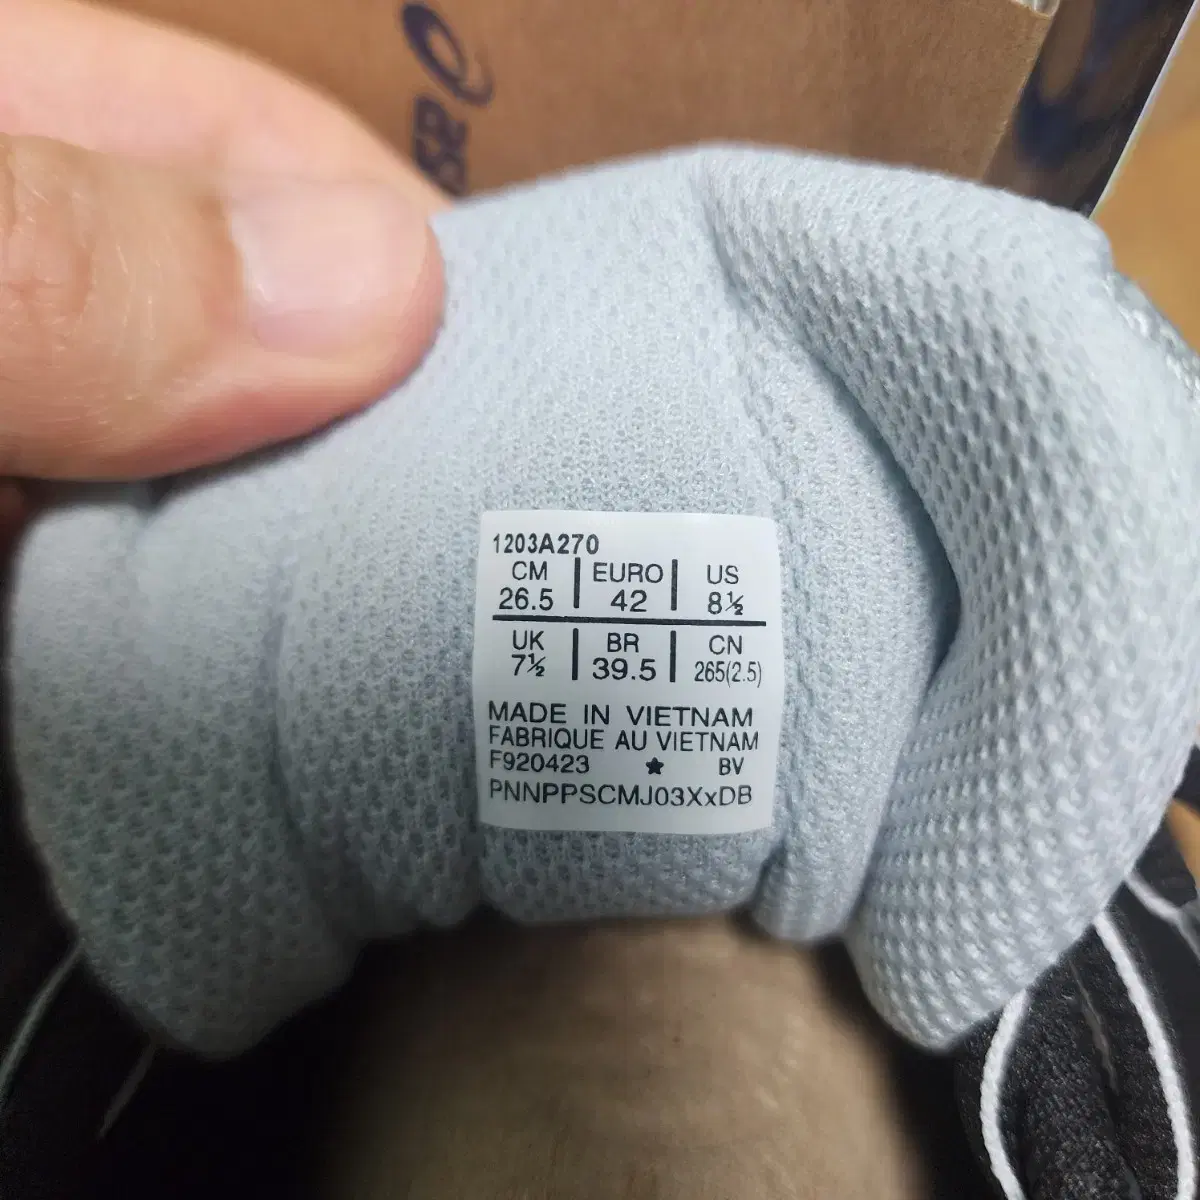 1203A270
CM | EURO | US
26.5 | 42 | 8½
UK | BR | CN
7½ | 39.5 | 265(2.5)
MADE IN VIETNAM
FABRIQUE AU VIETNAM
F920423 ★ BV
PNNPPSCMJ03XxDB